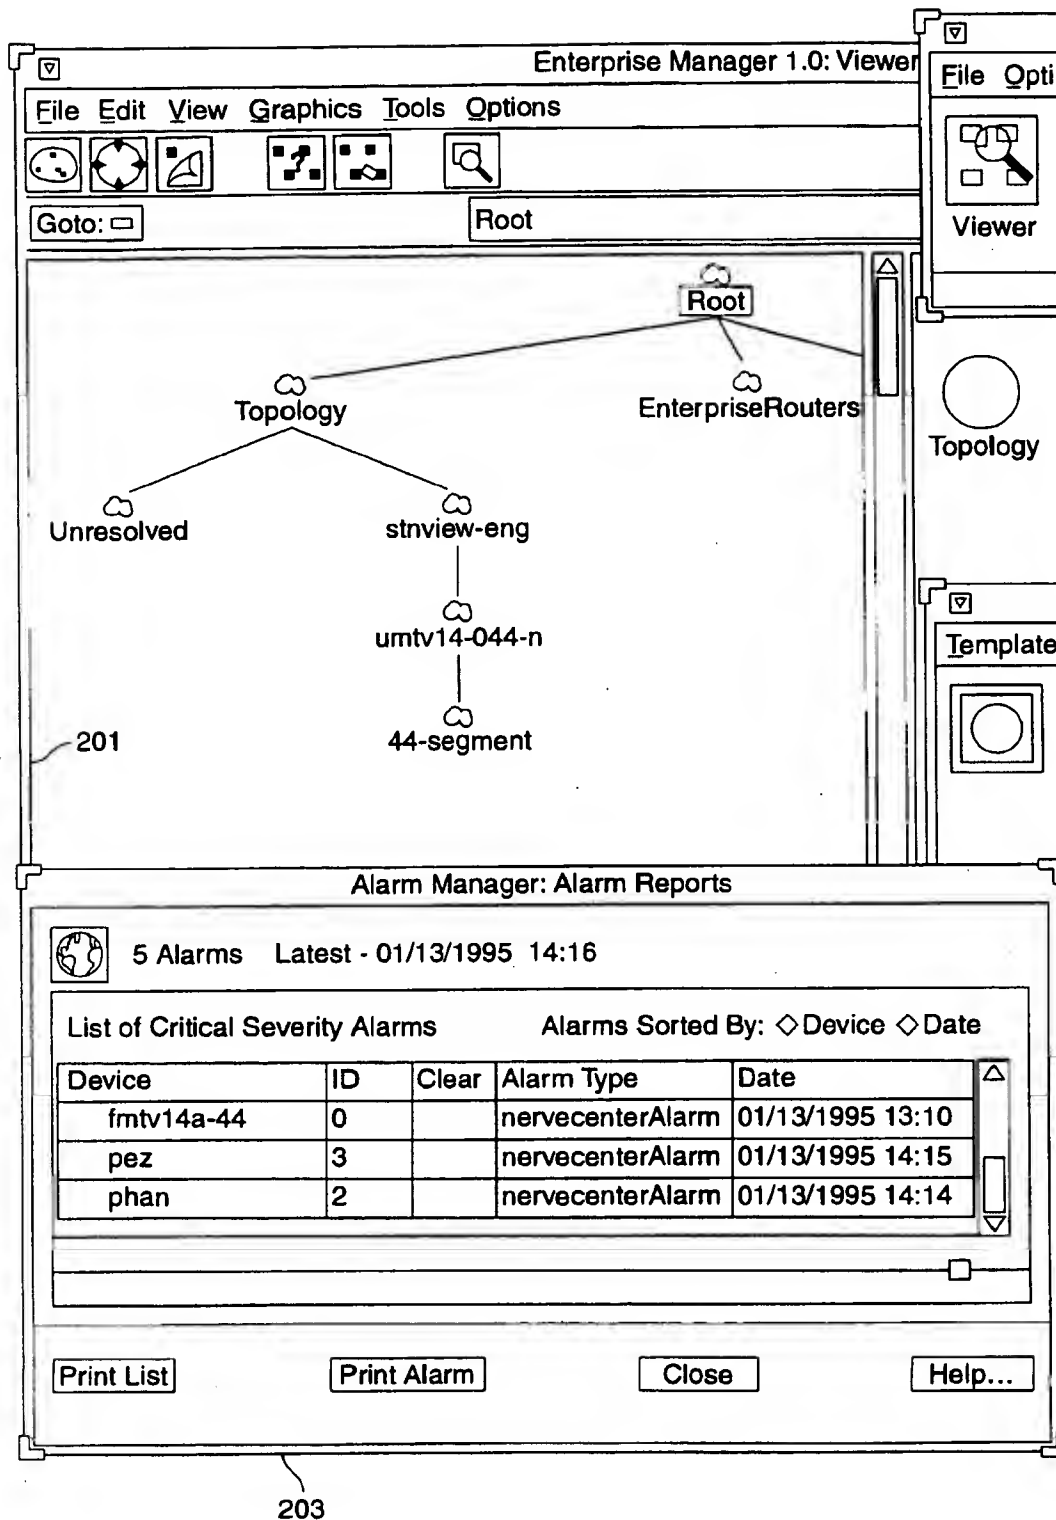 Enterprise Manager 1.0: Viewer
File Edit View Graphics Tools Options
Goto:
Root
File Opti
Viewer
Root
Topology
EnterpriseRouters
Topology
Unresolved
stnview-eng
umtv14-044-n
Template
44-segment
201
Alarm Manager: Alarm Reports
5 Alarms Latest - 01/13/1995 14:16
List of Critical Severity Alarms Alarms Sorted By: Device Date
Device ID Clear Alarm Type Date
fmtv14a-44 0 nervecenterAlarm 01/13/1995 13:10
pez 3 nervecenterAlarm 01/13/1995 14:15
phan 2 nervecenterAlarm 01/13/1995 14:14
Print List Print Alarm Close Help...
203